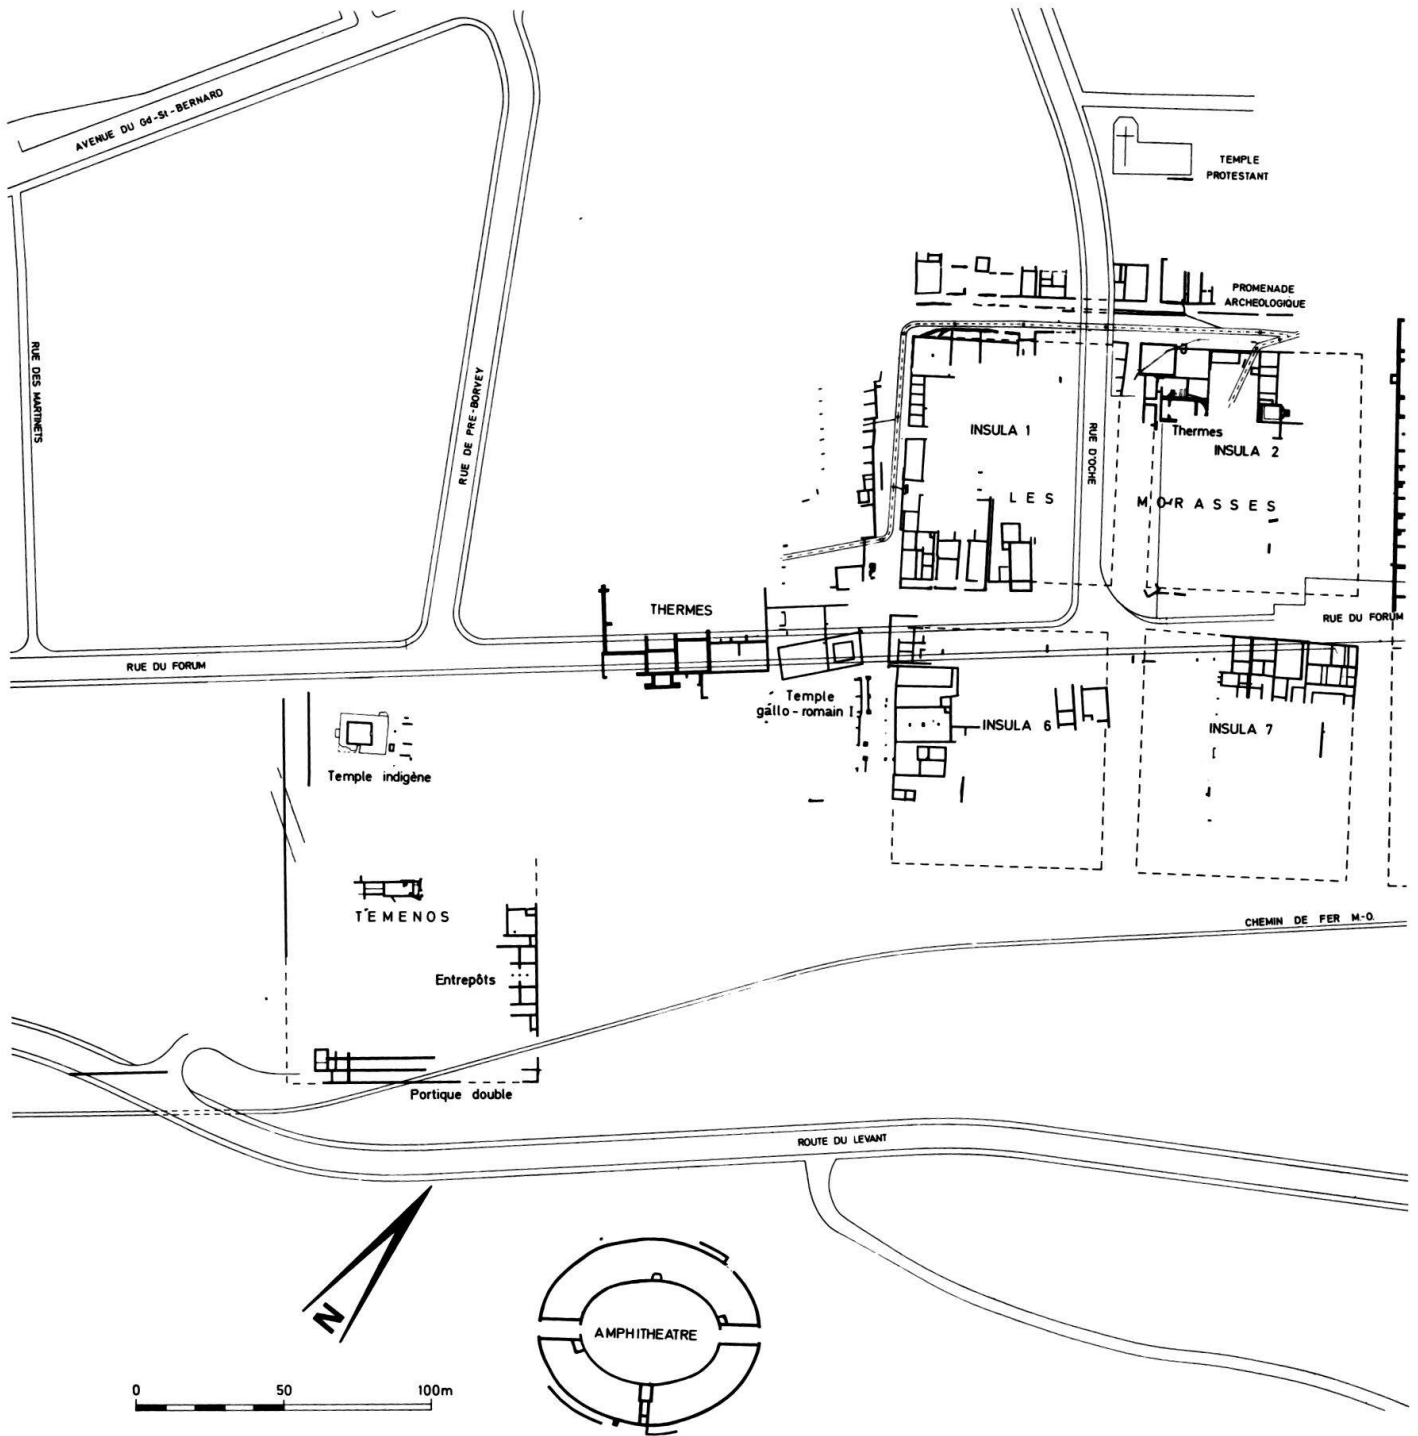 AVENUE DU Gd-St-BERNARD
TEMPLE
PROTESTANT
PROMENADE
ARCHEOLOGIQUE
RUE DES MARTINETS
RUE DE PRE-BORVEY
INSULA 1
RUE D'OCHE
Thermes
INSULA 2
LES MORASSES
THERMES
RUE DU FORUM
RUE DU FORUM
Temple
gallo-romain I
INSULA 6
INSULA 7
Temple indigène
TEMENOS
CHEMIN DE FER M.-O.
Entrepôts
Portique double
ROUTE DU LEVANT
N
AMPHITHEATRE
0 50 100m